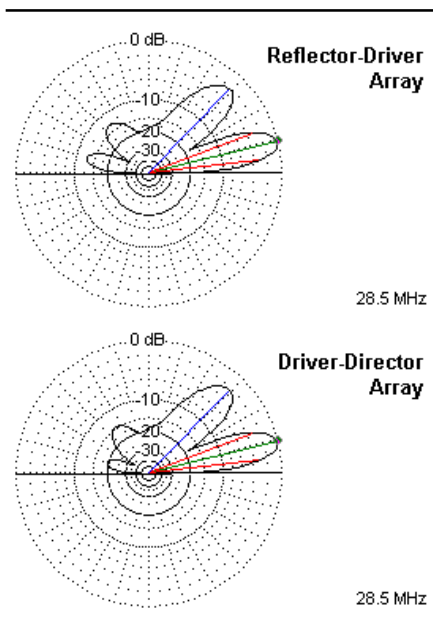 0 dB
Reflector-Driver
Array
-10
-20
-30
28.5 MHz
0 dB
Driver-Director
Array
-10
-20
-30
28.5 MHz